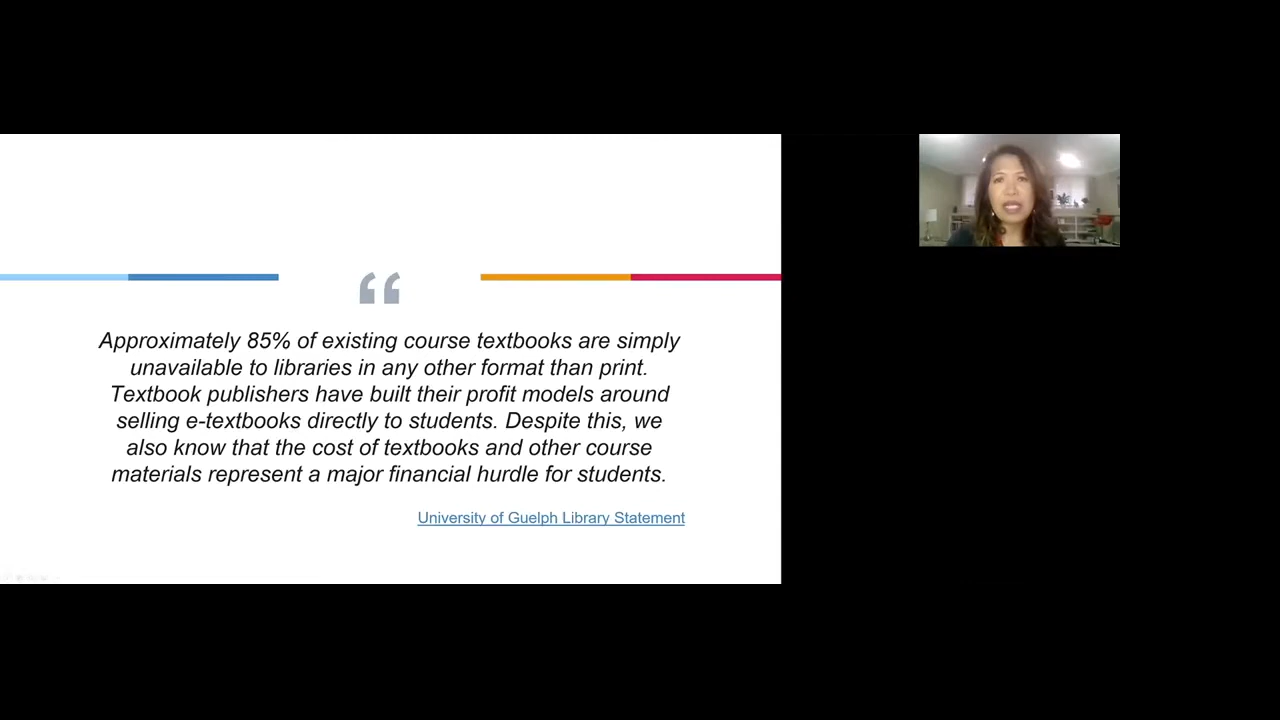 “
Approximately 85% of existing course textbooks are simply
unavailable to libraries in any other format than print.
Textbook publishers have built their profit models around
selling e-textbooks directly to students. Despite this, we
also know that the cost of textbooks and other course
materials represent a major financial hurdle for students.
University of Guelph Library Statement